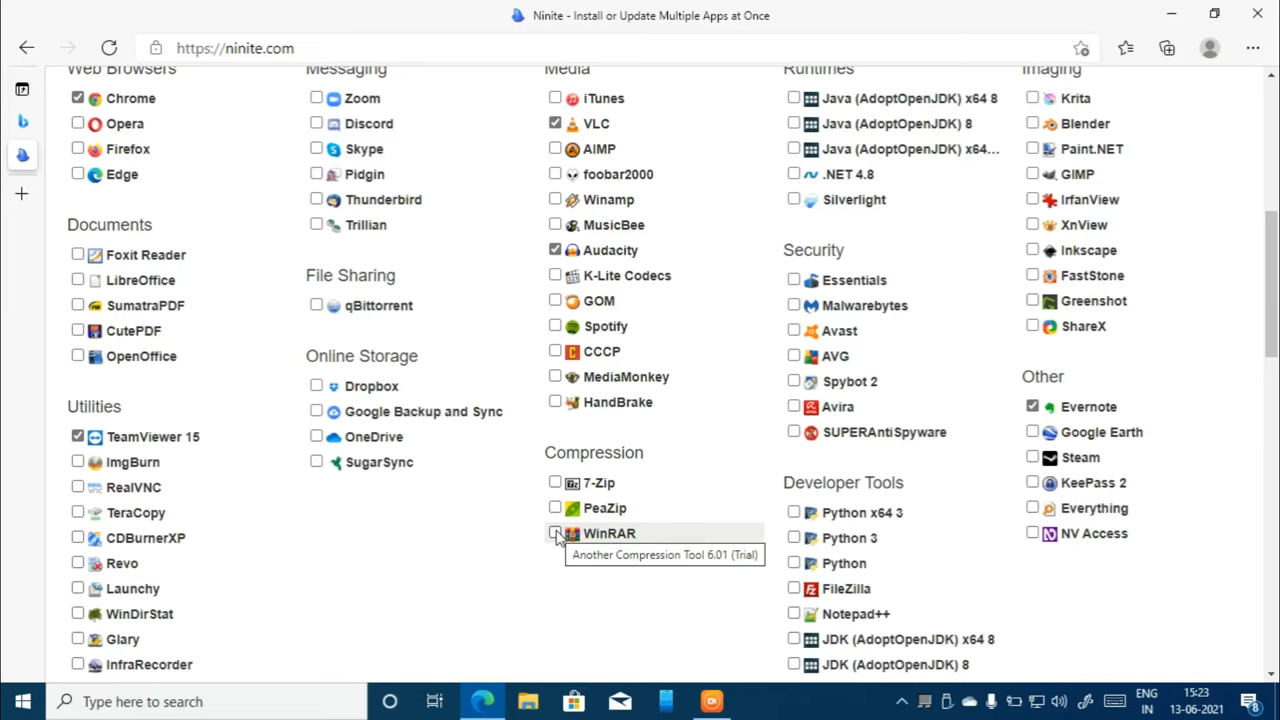 Ninite - Install or Update Multiple Apps at Once
https://ninite.com
Web Browsers
Chrome
Opera
Firefox
Edge
Documents
Foxit Reader
LibreOffice
SumatraPDF
CutePDF
OpenOffice
Utilities
TeamViewer 15
ImgBurn
RealVNC
TeraCopy
CDBurnerXP
Revo
Launchy
WinDirStat
Glary
InfraRecorder
Messaging
Zoom
Discord
Skype
Pidgin
Thunderbird
Trillian
File Sharing
qBittorrent
Online Storage
Dropbox
Google Backup and Sync
OneDrive
SugarSync
Media
iTunes
VLC
AIMP
foobar2000
Winamp
MusicBee
Audacity
K-Lite Codecs
GOM
Spotify
CCCP
MediaMonkey
HandBrake
Compression
7-Zip
PeaZip
WinRAR
Another Compression Tool 6.01 (Trial)
Runtimes
Java (AdoptOpenJDK) x64 8
Java (AdoptOpenJDK) 8
Java (AdoptOpenJDK) x64...
.NET 4.8
Silverlight
Security
Essentials
Malwarebytes
Avast
AVG
Spybot 2
Avira
SUPERAntiSpyware
Developer Tools
Python x64 3
Python 3
Python
FileZilla
Notepad++
JDK (AdoptOpenJDK) x64 8
JDK (AdoptOpenJDK) 8
Imaging
Krita
Blender
Paint.NET
GIMP
IrfanView
XnView
Inkscape
FastStone
Greenshot
ShareX
Other
Evernote
Google Earth
Steam
KeePass 2
Everything
NV Access
Type here to search
ENG
IN
15:23
13-06-2021
8